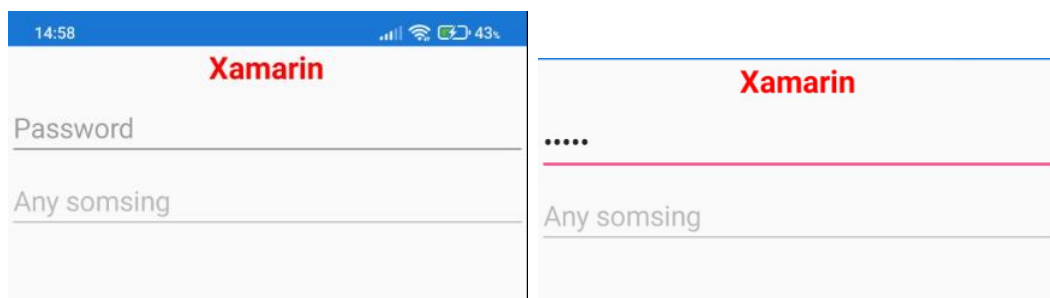 14:58 43%
Xamarin
Password
Any somsing
Xamarin
•••••
Any somsing